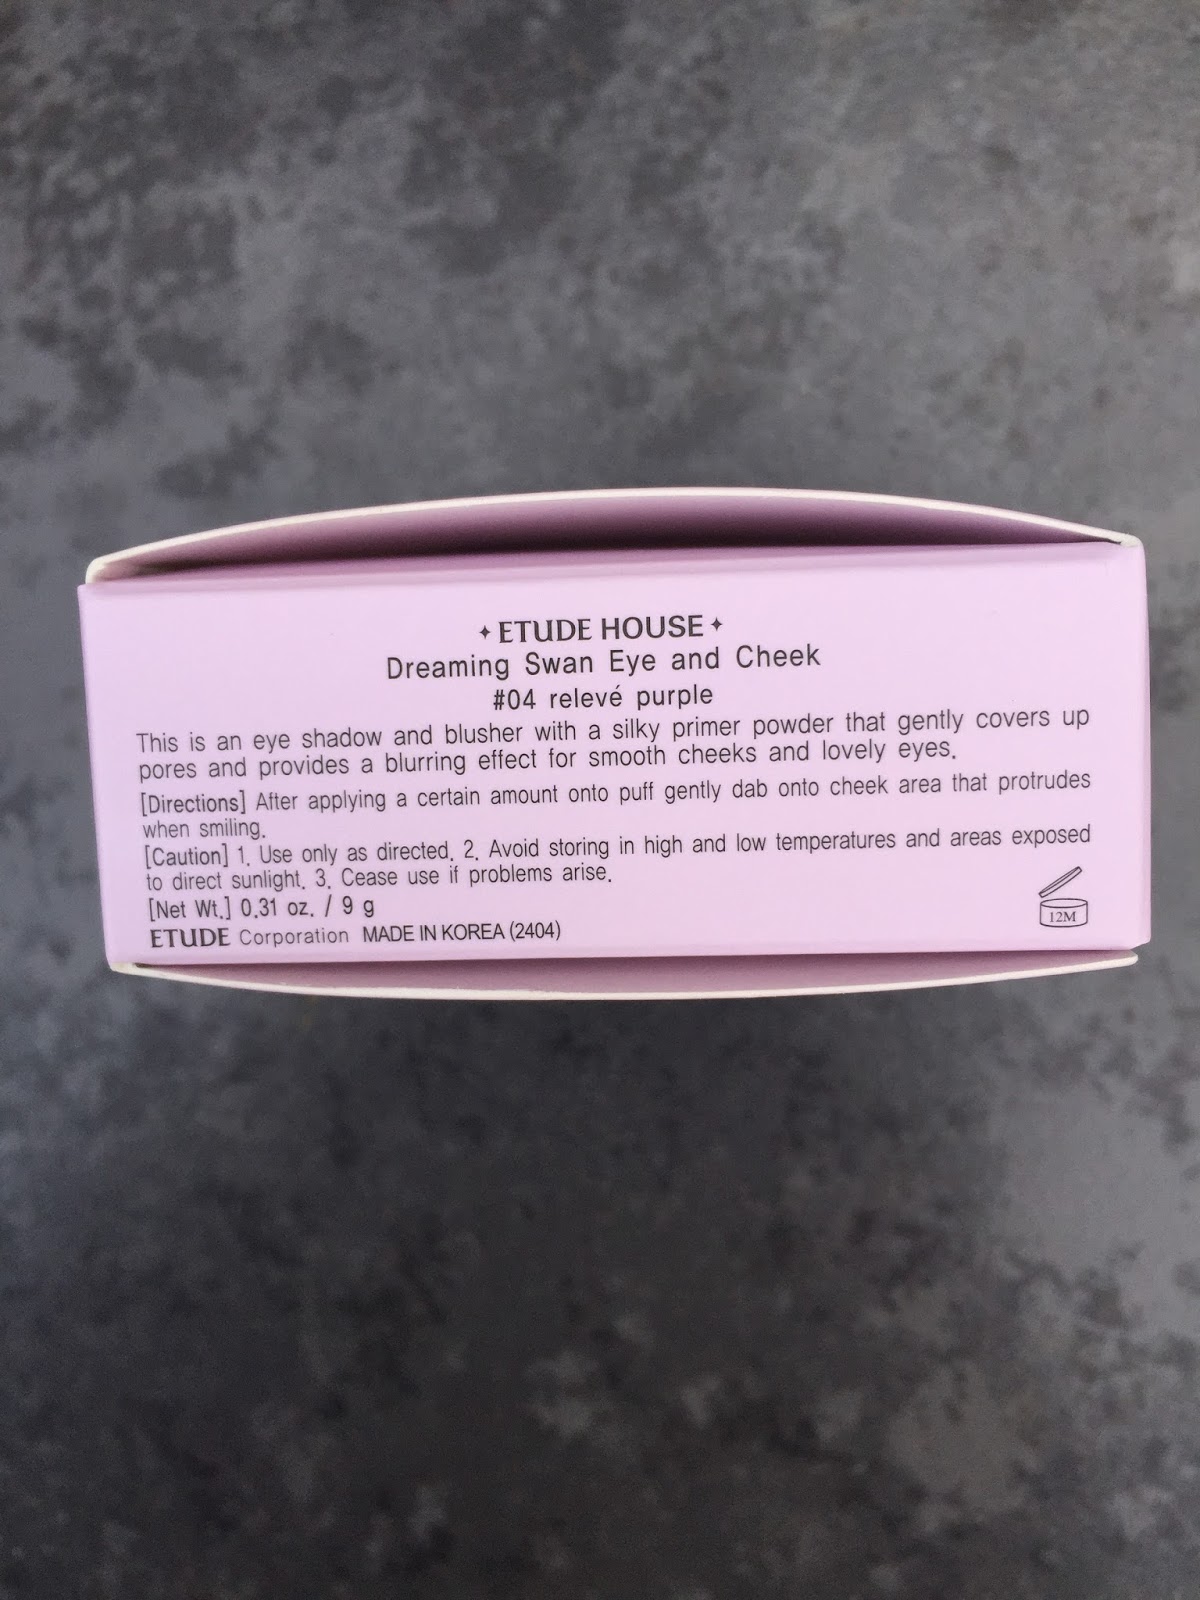 ✦ ETUDE HOUSE ✦
Dreaming Swan Eye and Cheek
#04 relevé purple
This is an eye shadow and blusher with a silky primer powder that gently covers up
pores and provides a blurring effect for smooth cheeks and lovely eyes.
[Directions] After applying a certain amount onto puff gently dab onto cheek area that protrudes
when smiling.
[Caution] 1. Use only as directed. 2. Avoid storing in high and low temperatures and areas exposed
to direct sunlight. 3. Cease use if problems arise.
[Net Wt.] 0.31 oz. / 9 g
12M
ETUDE Corporation MADE IN KOREA (2404)